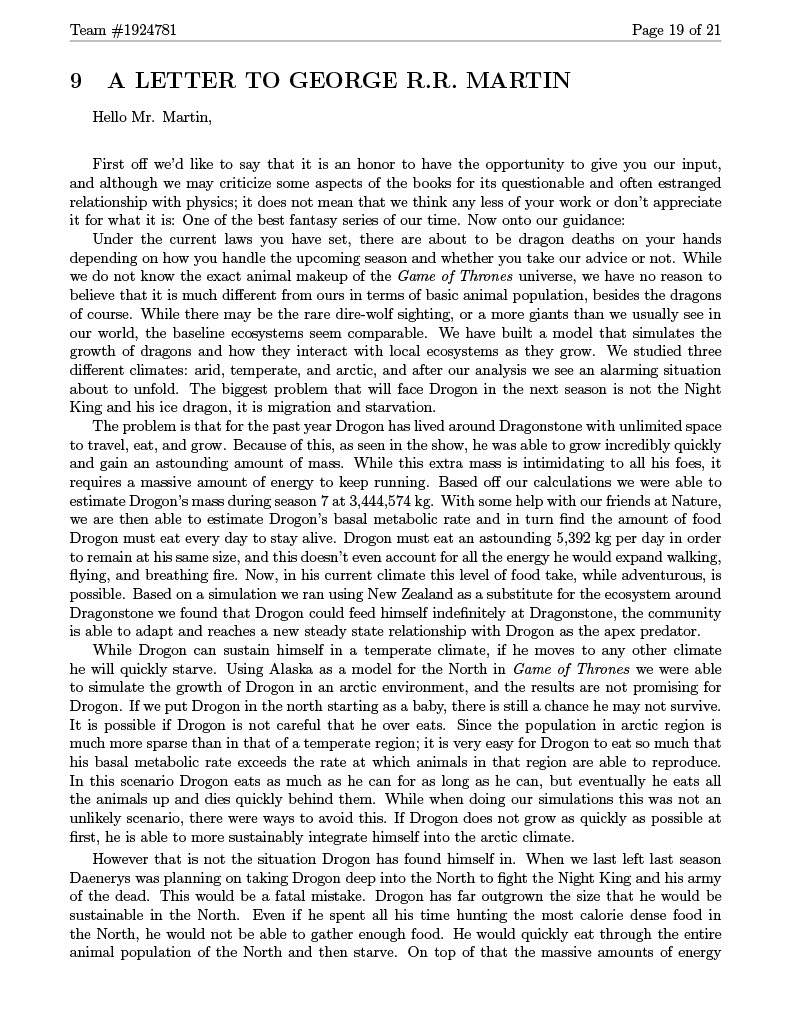 Team #1924781 Page 19 of 21
9 A LETTER TO GEORGE R.R. MARTIN
Hello Mr. Martin,
First off we'd like to say that it is an honor to have the opportunity to give you our input,
and although we may criticize some aspects of the books for its questionable and often estranged
relationship with physics; it does not mean that we think any less of your work or don't appreciate
it for what it is: One of the best fantasy series of our time. Now onto our guidance:
Under the current laws you have set, there are about to be dragon deaths on your hands
depending on how you handle the upcoming season and whether you take our advice or not. While
we do not know the exact animal makeup of the Game of Thrones universe, we have no reason to
believe that it is much different from ours in terms of basic animal population, besides the dragons
of course. While there may be the rare dire-wolf sighting, or a more giants than we usually see in
our world, the baseline ecosystems seem comparable. We have built a model that simulates the
growth of dragons and how they interact with local ecosystems as they grow. We studied three
different climates: arid, temperate, and arctic, and after our analysis we see an alarming situation
about to unfold. The biggest problem that will face Drogon in the next season is not the Night
King and his ice dragon, it is migration and starvation.
The problem is that for the past year Drogon has lived around Dragonstone with unlimited space
to travel, eat, and grow. Because of this, as seen in the show, he was able to grow incredibly quickly
and gain an astounding amount of mass. While this extra mass is intimidating to all his foes, it
requires a massive amount of energy to keep running. Based off our calculations we were able to
estimate Drogon's mass during season 7 at 3,444,574 kg. With some help with our friends at Nature,
we are then able to estimate Drogon's basal metabolic rate and in turn find the amount of food
Drogon must eat every day to stay alive. Drogon must eat an astounding 5,392 kg per day in order
to remain at his same size, and this doesn't even account for all the energy he would expand walking,
flying, and breathing fire. Now, in his current climate this level of food take, while adventurous, is
possible. Based on a simulation we ran using New Zealand as a substitute for the ecosystem around
Dragonstone we found that Drogon could feed himself indefinitely at Dragonstone, the community
is able to adapt and reaches a new steady state relationship with Drogon as the apex predator.
While Drogon can sustain himself in a temperate climate, if he moves to any other climate
he will quickly starve. Using Alaska as a model for the North in Game of Thrones we were able
to simulate the growth of Drogon in an arctic environment, and the results are not promising for
Drogon. If we put Drogon in the north starting as a baby, there is still a chance he may not survive.
It is possible if Drogon is not careful that he over eats. Since the population in arctic region is
much more sparse than in that of a temperate region; it is very easy for Drogon to eat so much that
his basal metabolic rate exceeds the rate at which animals in that region are able to reproduce.
In this scenario Drogon eats as much as he can for as long as he can, but eventually he eats all
the animals up and dies quickly behind them. While when doing our simulations this was not an
unlikely scenario, there were ways to avoid this. If Drogon does not grow as quickly as possible at
first, he is able to more sustainably integrate himself into the arctic climate.
However that is not the situation Drogon has found himself in. When we last left last season
Daenerys was planning on taking Drogon deep into the North to fight the Night King and his army
of the dead. This would be a fatal mistake. Drogon has far outgrown the size that he would be
sustainable in the North. Even if he spent all his time hunting the most calorie dense food in
the North, he would not be able to gather enough food. He would quickly eat through the entire
animal population of the North and then starve. On top of that the massive amounts of energy